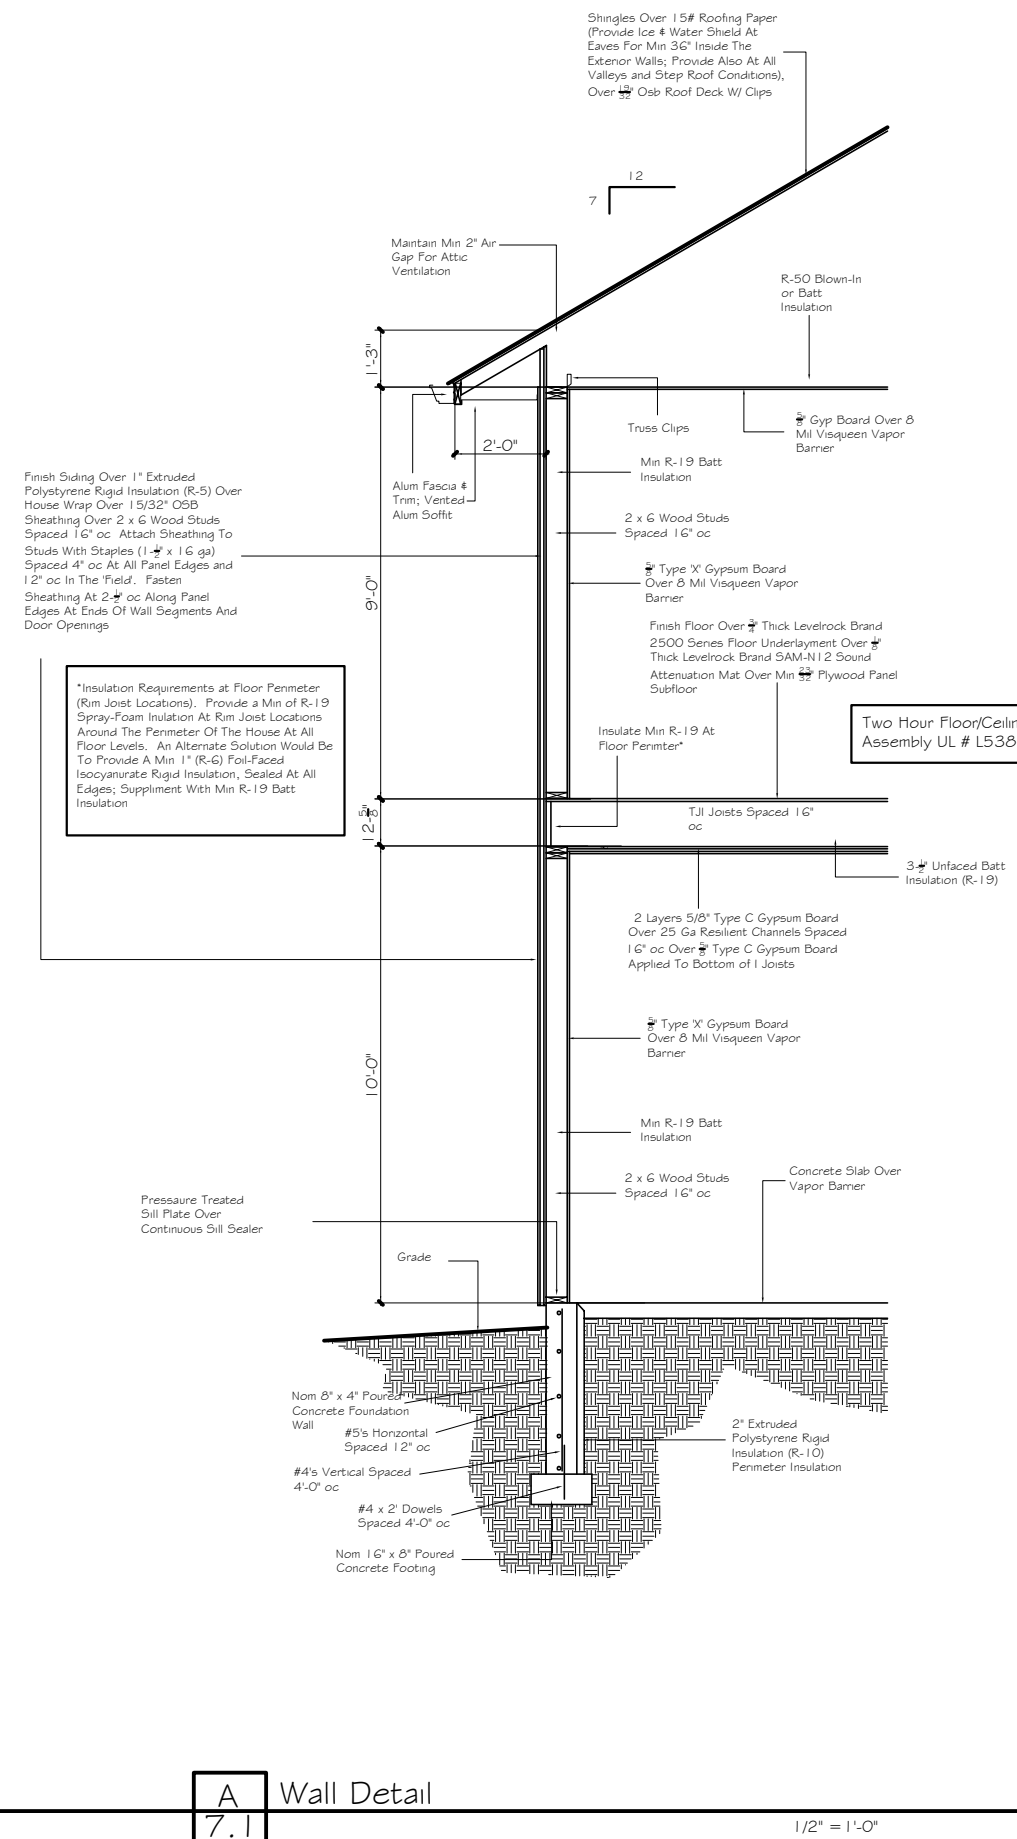 Shingles Over 15# Roofing Paper
(Provide Ice & Water Shield At
Eaves For Min 36" Inside The
Exterior Walls; Provide Also At All
Valleys and Step Roof Conditions),
Over 19/32" Osb Roof Deck W/ Clips
12
7
Maintain Min 2" Air
Gap For Attic
Ventilation
R-50 Blown-In
or Batt
Insulation
1'-3"
Truss Clips
5/8" Gyp Board Over 8
Mil Visqueen Vapor
Barrier
2'-0"
Min R-19 Batt
Insulation
Alum Fascia &
Trim; Vented
Alum Soffit
Finish Siding Over 1" Extruded
Polystyrene Rigid Insulation (R-5) Over
House Wrap Over 15/32" OSB
Sheathing Over 2 x 6 Wood Studs
Spaced 16" oc Attach Sheathing To
Studs With Staples (1-1/2" x 16 ga)
Spaced 4" oc At All Panel Edges and
12" oc In The 'Field'. Fasten
Sheathing At 2-1/2" oc Along Panel
Edges At Ends Of Wall Segments And
Door Openings
2 x 6 Wood Studs
Spaced 16" oc
9'-0"
5/8" Type 'X' Gypsum Board
Over 8 Mil Visqueen Vapor
Barrier
Finish Floor Over 3/4" Thick Levelrock Brand
2500 Series Floor Underlayment Over 1/8"
Thick Levelrock Brand SAM-N12 Sound
Attenuation Mat Over Min 23/32" Plywood Panel
Subfloor
*Insulation Requirements at Floor Perimeter
(Rim Joist Locations). Provide a Min of R-19
Spray-Foam Inulation At Rim Joist Locations
Around The Perimeter Of The House At All
Floor Levels. An Alternate Solution Would Be
To Provide A Min 1" (R-6) Foil-Faced
Isocyanurate Rigid Insulation, Sealed At All
Edges; Suppliment With Min R-19 Batt
Insulation
Two Hour Floor/Ceilin
Assembly UL # L538
Insulate Min R-19 At
Floor Perimter*
12-5/8"
TJI Joists Spaced 16"
oc
3-1/2" Unfaced Batt
Insulation (R-19)
2 Layers 5/8" Type C Gypsum Board
Over 25 Ga Resilient Channels Spaced
16" oc Over 5/8" Type C Gypsum Board
Applied To Bottom of I Joists
10'-0"
5/8" Type 'X' Gypsum Board
Over 8 Mil Visqueen Vapor
Barrier
Min R-19 Batt
Insulation
2 x 6 Wood Studs
Spaced 16" oc
Concrete Slab Over
Vapor Barrier
Pressaure Treated
Sill Plate Over
Continuous Sill Sealer
Grade
Nom 8" x 4" Poured
Concrete Foundation
Wall
#5's Horizontal
Spaced 12" oc
#4's Vertical Spaced
4'-0" oc
#4 x 2' Dowels
Spaced 4'-0" oc
Nom 16" x 8" Poured
Concrete Footing
2" Extruded
Polystyrene Rigid
Insulation (R-10)
Perimeter Insulation
A
7.1
Wall Detail
1/2" = 1'-0"